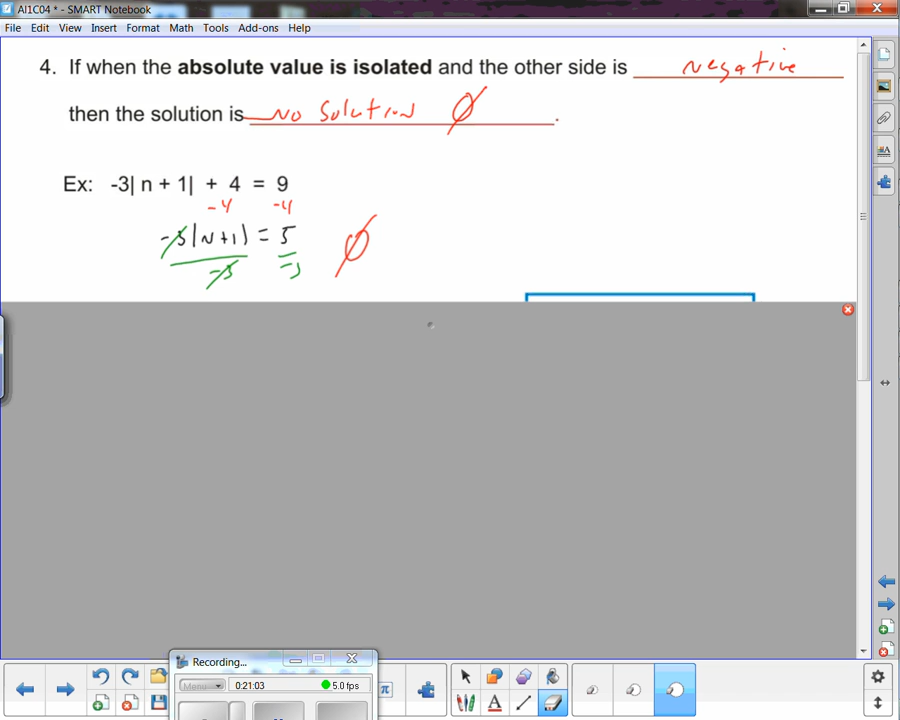 AI1C04 * - SMART Notebook
File Edit View Insert Format Math Tools Add-ons Help
4. If when the absolute value is isolated and the other side is negative
then the solution is No Solution ∅ .
Ex: -3| n + 1| + 4 = 9
-4 -4
-3|n+1| = 5 ∅
-3 -3
Recording...
Menu 0:21:03 5.0 fps
π
A